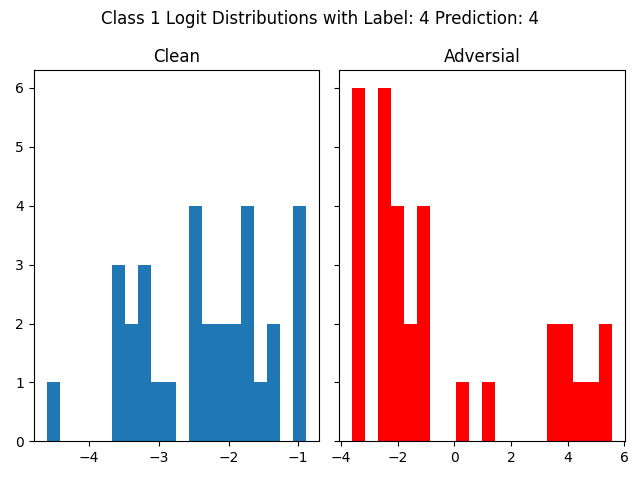 Class 1 Logit Distributions with Label: 4 Prediction: 4
Clean
Adversial
6
5
4
3
2
1
0
−4 −3 −2 −1
−4 −2 0 2 4 6